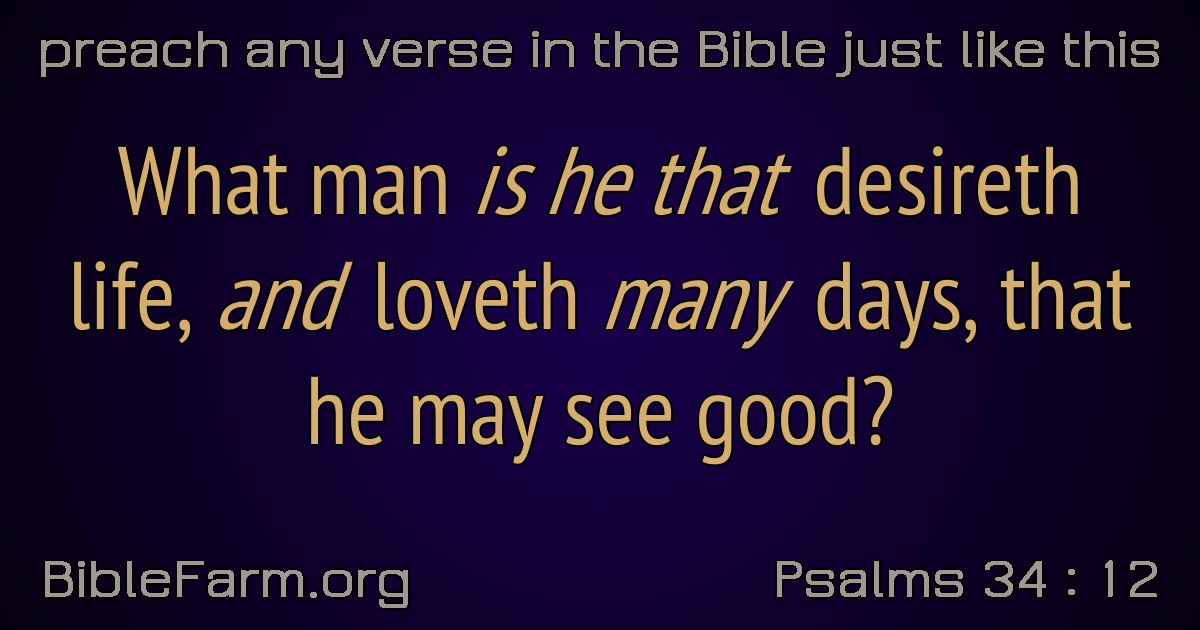 preach any verse in the Bible just like this
What man is he that desireth
life, and loveth many days, that
he may see good?
BibleFarm.org
Psalms 34 : 12